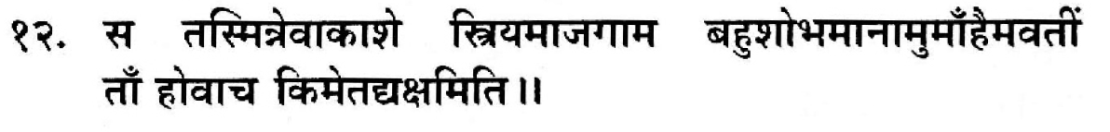 १२. स तस्मिन्नेवाकाशे स्त्रियमाजगाम बहुशोभमानामुमाँहैमवतीं
ताँ होवाच किमेतद्यक्षमिति॥